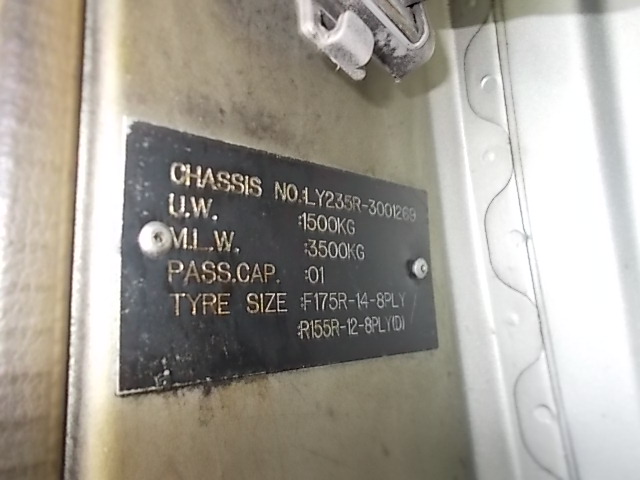 CHASSIS NO.:LY235R-3001269
U.W. :1500KG
M.L.W. :3500KG
PASS.CAP. :01
TYRE SIZE :F175R-14-8PLY
:R155R-12-8PLY(D)